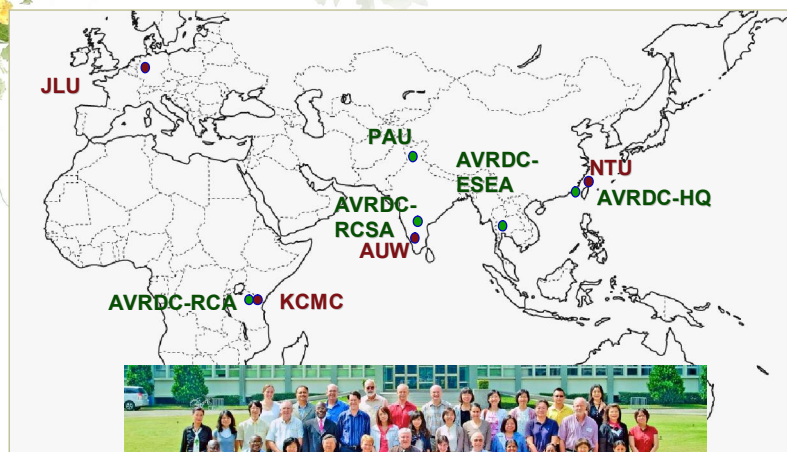 JLU
PAU
AVRDC-
ESEA
NTU
AVRDC-HQ
AVRDC-
RCSA
AUW
AVRDC-RCA
KCMC